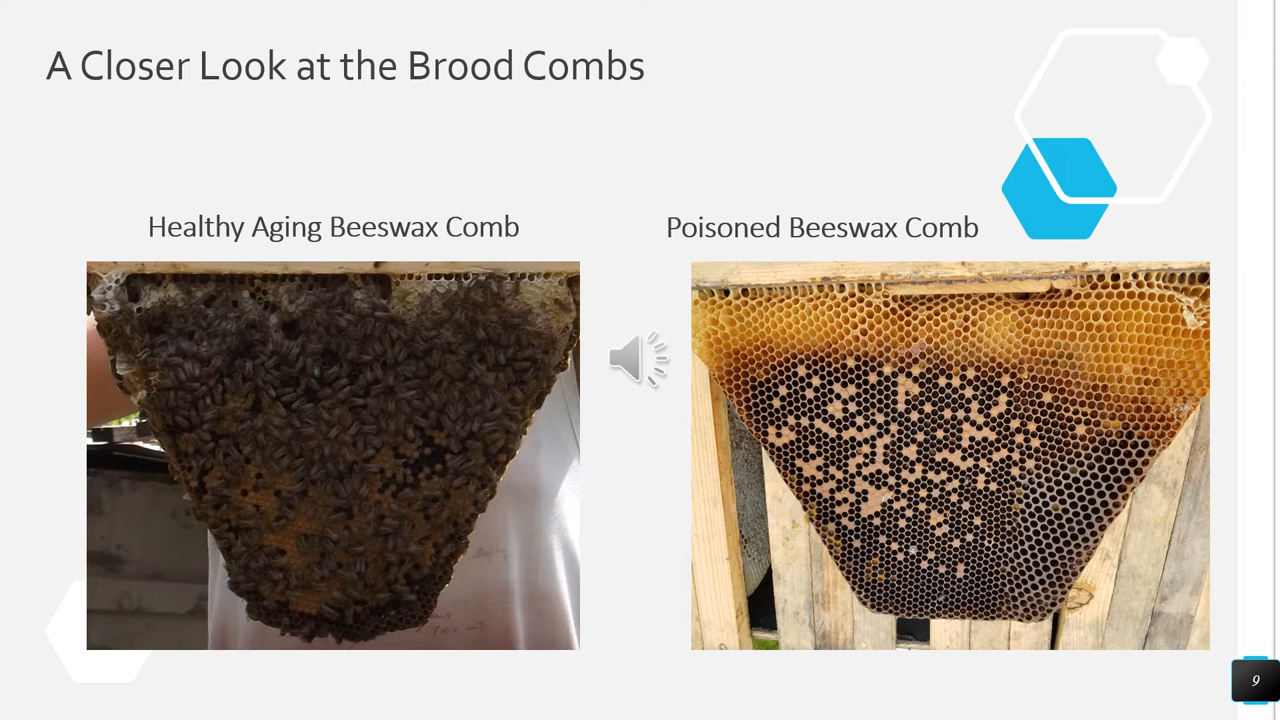 A Closer Look at the Brood Combs
Healthy Aging Beeswax Comb
Poisoned Beeswax Comb
9